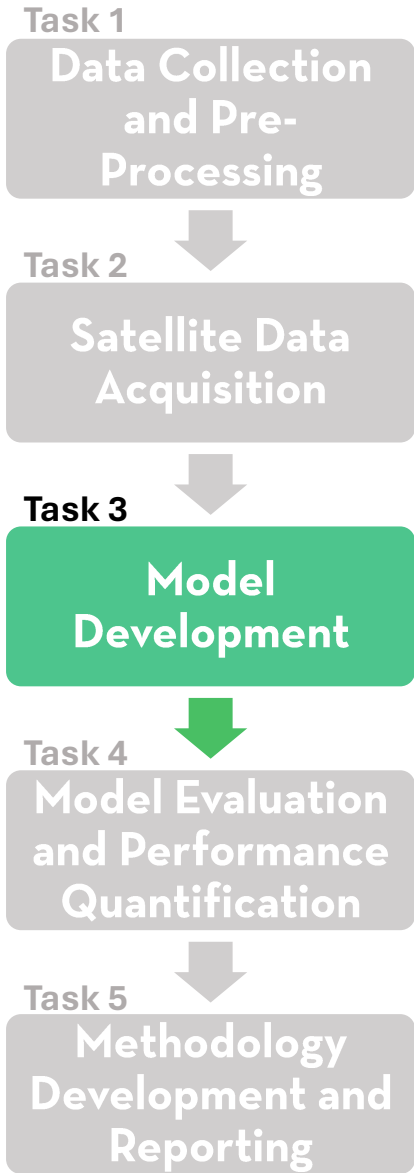 Task 1
Data Collection
and Pre-
Processing
Task 2
Satellite Data
Acquisition
Task 3
Model
Development
Task 4
Model Evaluation
and Performance
Quantification
Task 5
Methodology
Development and
Reporting